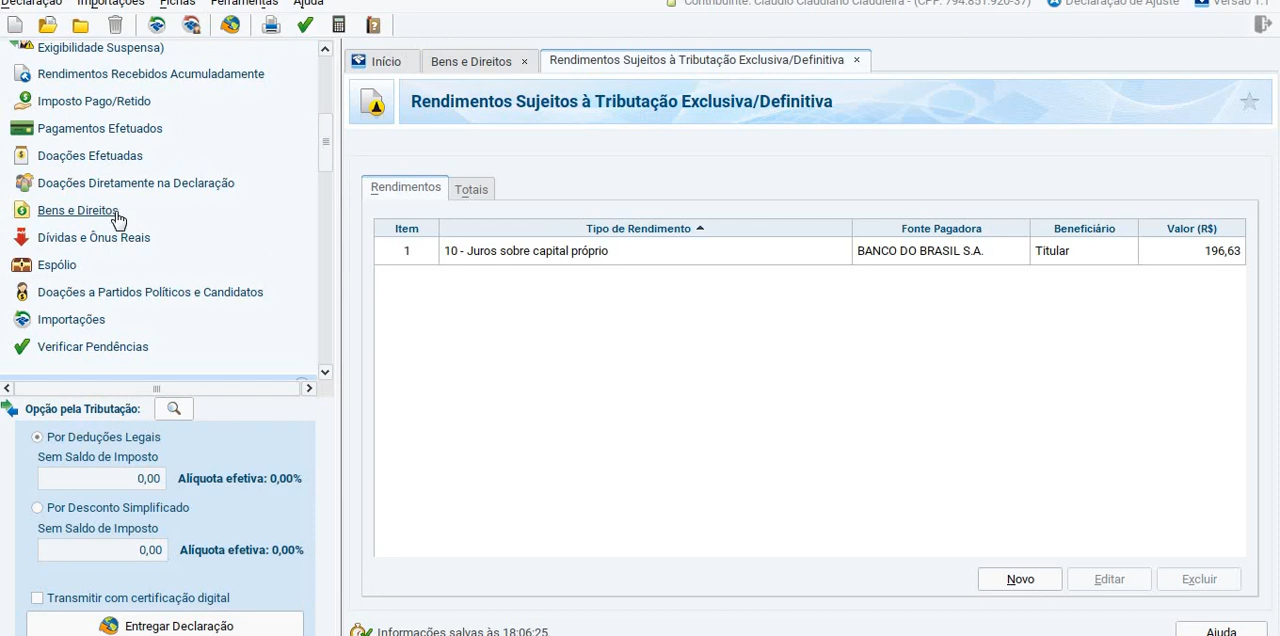 Declaração Importações Fichas Ferramentas Ajuda
Contribuinte: Claudio Claudiano Claudieira - (CPF: 794.851.920-37) Declaração de Ajuste Versão 1.1
Exigibilidade Suspensa)
Rendimentos Recebidos Acumuladamente
Imposto Pago/Retido
Pagamentos Efetuados
Doações Efetuadas
Doações Diretamente na Declaração
Bens e Direitos
Dívidas e Ônus Reais
Espólio
Doações a Partidos Políticos e Candidatos
Importações
Verificar Pendências
Opção pela Tributação:
Por Deduções Legais
Sem Saldo de Imposto
0,00 Alíquota efetiva: 0,00%
Por Desconto Simplificado
Sem Saldo de Imposto
0,00 Alíquota efetiva: 0,00%
Transmitir com certificação digital
Entregar Declaração
Início Bens e Direitos × Rendimentos Sujeitos à Tributação Exclusiva/Definitiva ×
Rendimentos Sujeitos à Tributação Exclusiva/Definitiva
Rendimentos Totais
Item Tipo de Rendimento Fonte Pagadora Beneficiário Valor (R$)
1 10 - Juros sobre capital próprio BANCO DO BRASIL S.A. Titular 196,63
Novo Editar Excluir
Informações salvas às 18:06:25.
Ajuda